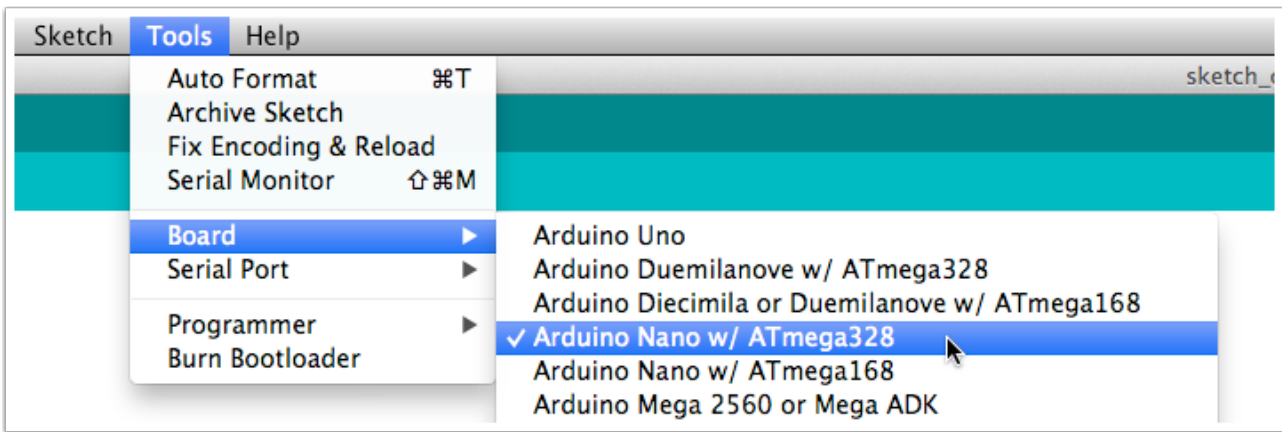 Sketch Tools Help
sketch_
Auto Format ⌘T
Archive Sketch
Fix Encoding & Reload
Serial Monitor ⇧⌘M
Board ▶
Serial Port ▶
Programmer ▶
Burn Bootloader
Arduino Uno
Arduino Duemilanove w/ ATmega328
Arduino Diecimila or Duemilanove w/ ATmega168
✓ Arduino Nano w/ ATmega328
Arduino Nano w/ ATmega168
Arduino Mega 2560 or Mega ADK